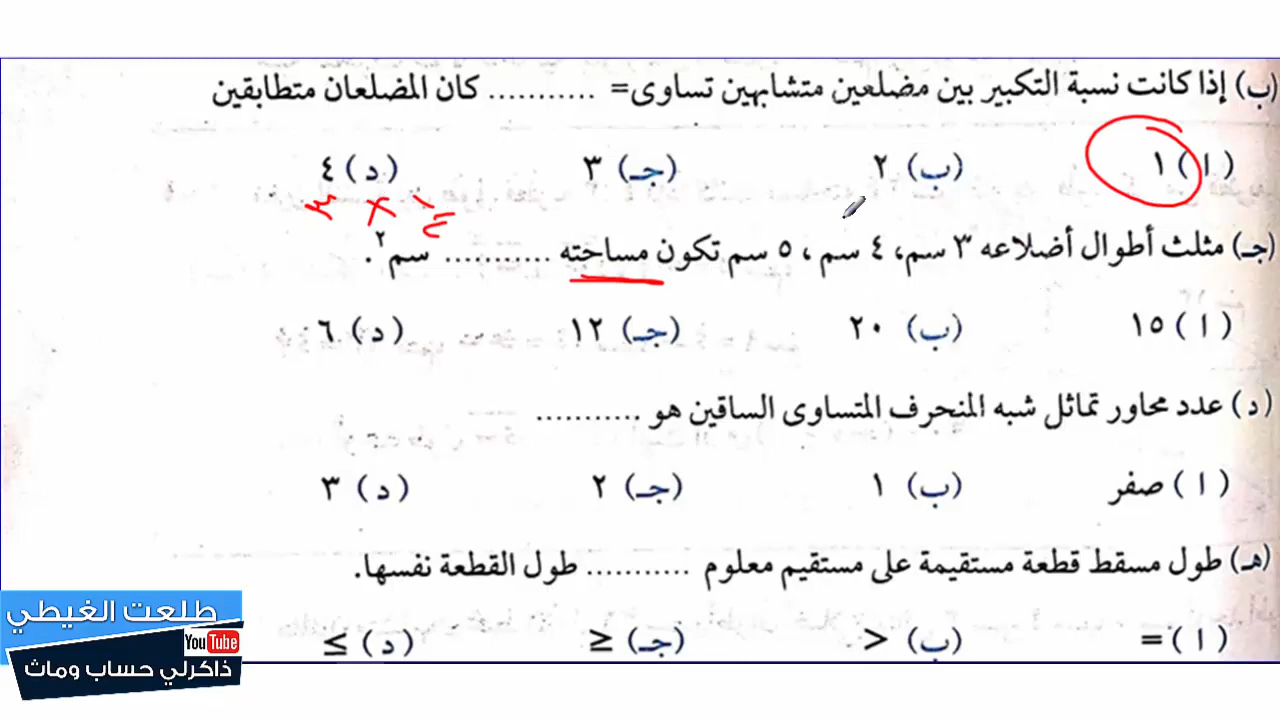 (ب) إذا كانت نسبة التكبير بين مضلعين متشابهين تساوى= ........... كان المضلعان متطابقين
(ا) ١ (ب) ٢ (جـ) ٣ (د) ٤
(جـ) مثلث أطوال أضلاعه ٣ سم، ٤ سم، ٥ سم تكون مساحته ........... سم٢.
(ا) ١٥ (ب) ٢٠ (جـ) ١٢ (د) ٦
(د) عدد محاور تماثل شبه المنحرف المتساوى الساقين هو ...........
(ا) صفر (ب) ١ (جـ) ٢ (د) ٣
(هـ) طول مسقط قطعة مستقيمة على مستقيم معلوم ........... طول القطعة نفسها.
(ا) = (ب) > (جـ) ≥ (د) ≤
طلعت الغيطي
YouTube
ذاكرلي حساب وماث